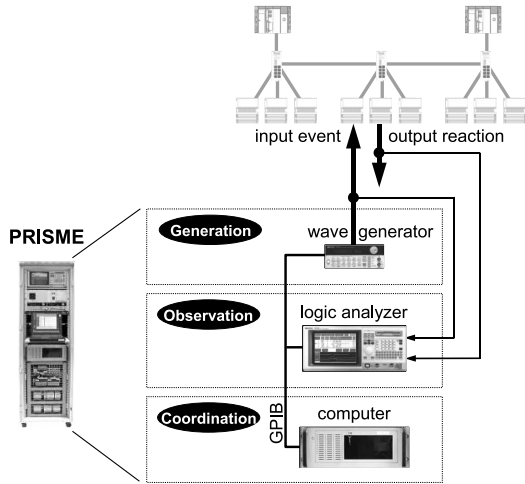 input event
output reaction
Generation
wave generator
PRISME
Observation
logic analyzer
Coordination
GPIB
computer